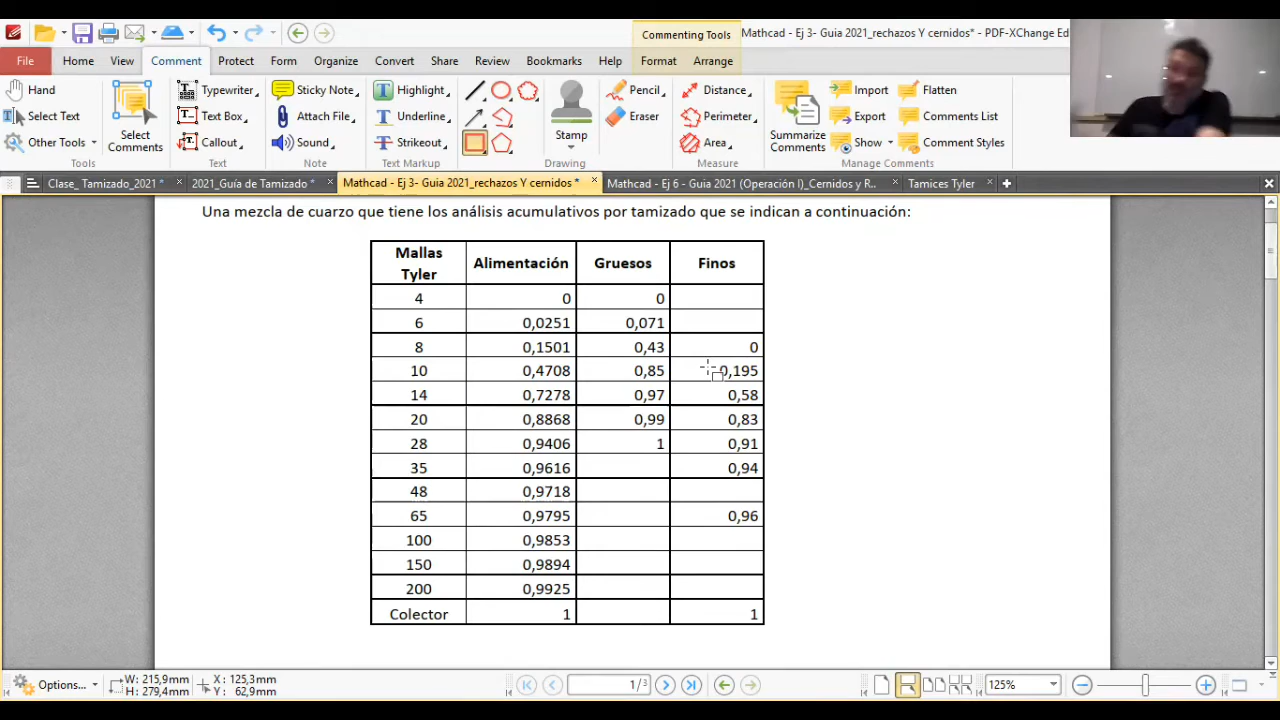 Commenting Tools
Mathcad - Ej 3- Guia 2021_rechazos Y cernidos* - PDF-XChange Ed
File Home View Comment Protect Form Organize Convert Share Review Bookmarks Help Format Arrange
Hand
Select Text
Other Tools
Tools
Select Comments
Typewriter
Text Box
Callout
Text
Sticky Note
Attach File
Sound
Note
Highlight
Underline
Strikeout
Text Markup
Pencil
Eraser
Drawing
Stamp
Distance
Perimeter
Area
Measure
Summarize Comments
Import
Export
Show
Flatten
Comments List
Comment Styles
Manage Comments
Clase_ Tamizado_2021 * 2021_Guía de Tamizado * Mathcad - Ej 3- Guia 2021_rechazos Y cernidos * Mathcad - Ej 6 - Guia 2021 (Operación I)_Cernidos y R.. Tamices Tyler
Una mezcla de cuarzo que tiene los análisis acumulativos por tamizado que se indican a continuación:
Mallas Tyler Alimentación Gruesos Finos
4 0 0
6 0,0251 0,071
8 0,1501 0,43 0
10 0,4708 0,85 0,195
14 0,7278 0,97 0,58
20 0,8868 0,99 0,83
28 0,9406 1 0,91
35 0,9616 0,94
48 0,9718
65 0,9795 0,96
100 0,9853
150 0,9894
200 0,9925
Colector 1 1
Options...
W: 215,9mm
H: 279,4mm
X: 125,3mm
Y: 62,9mm
1/3
125%